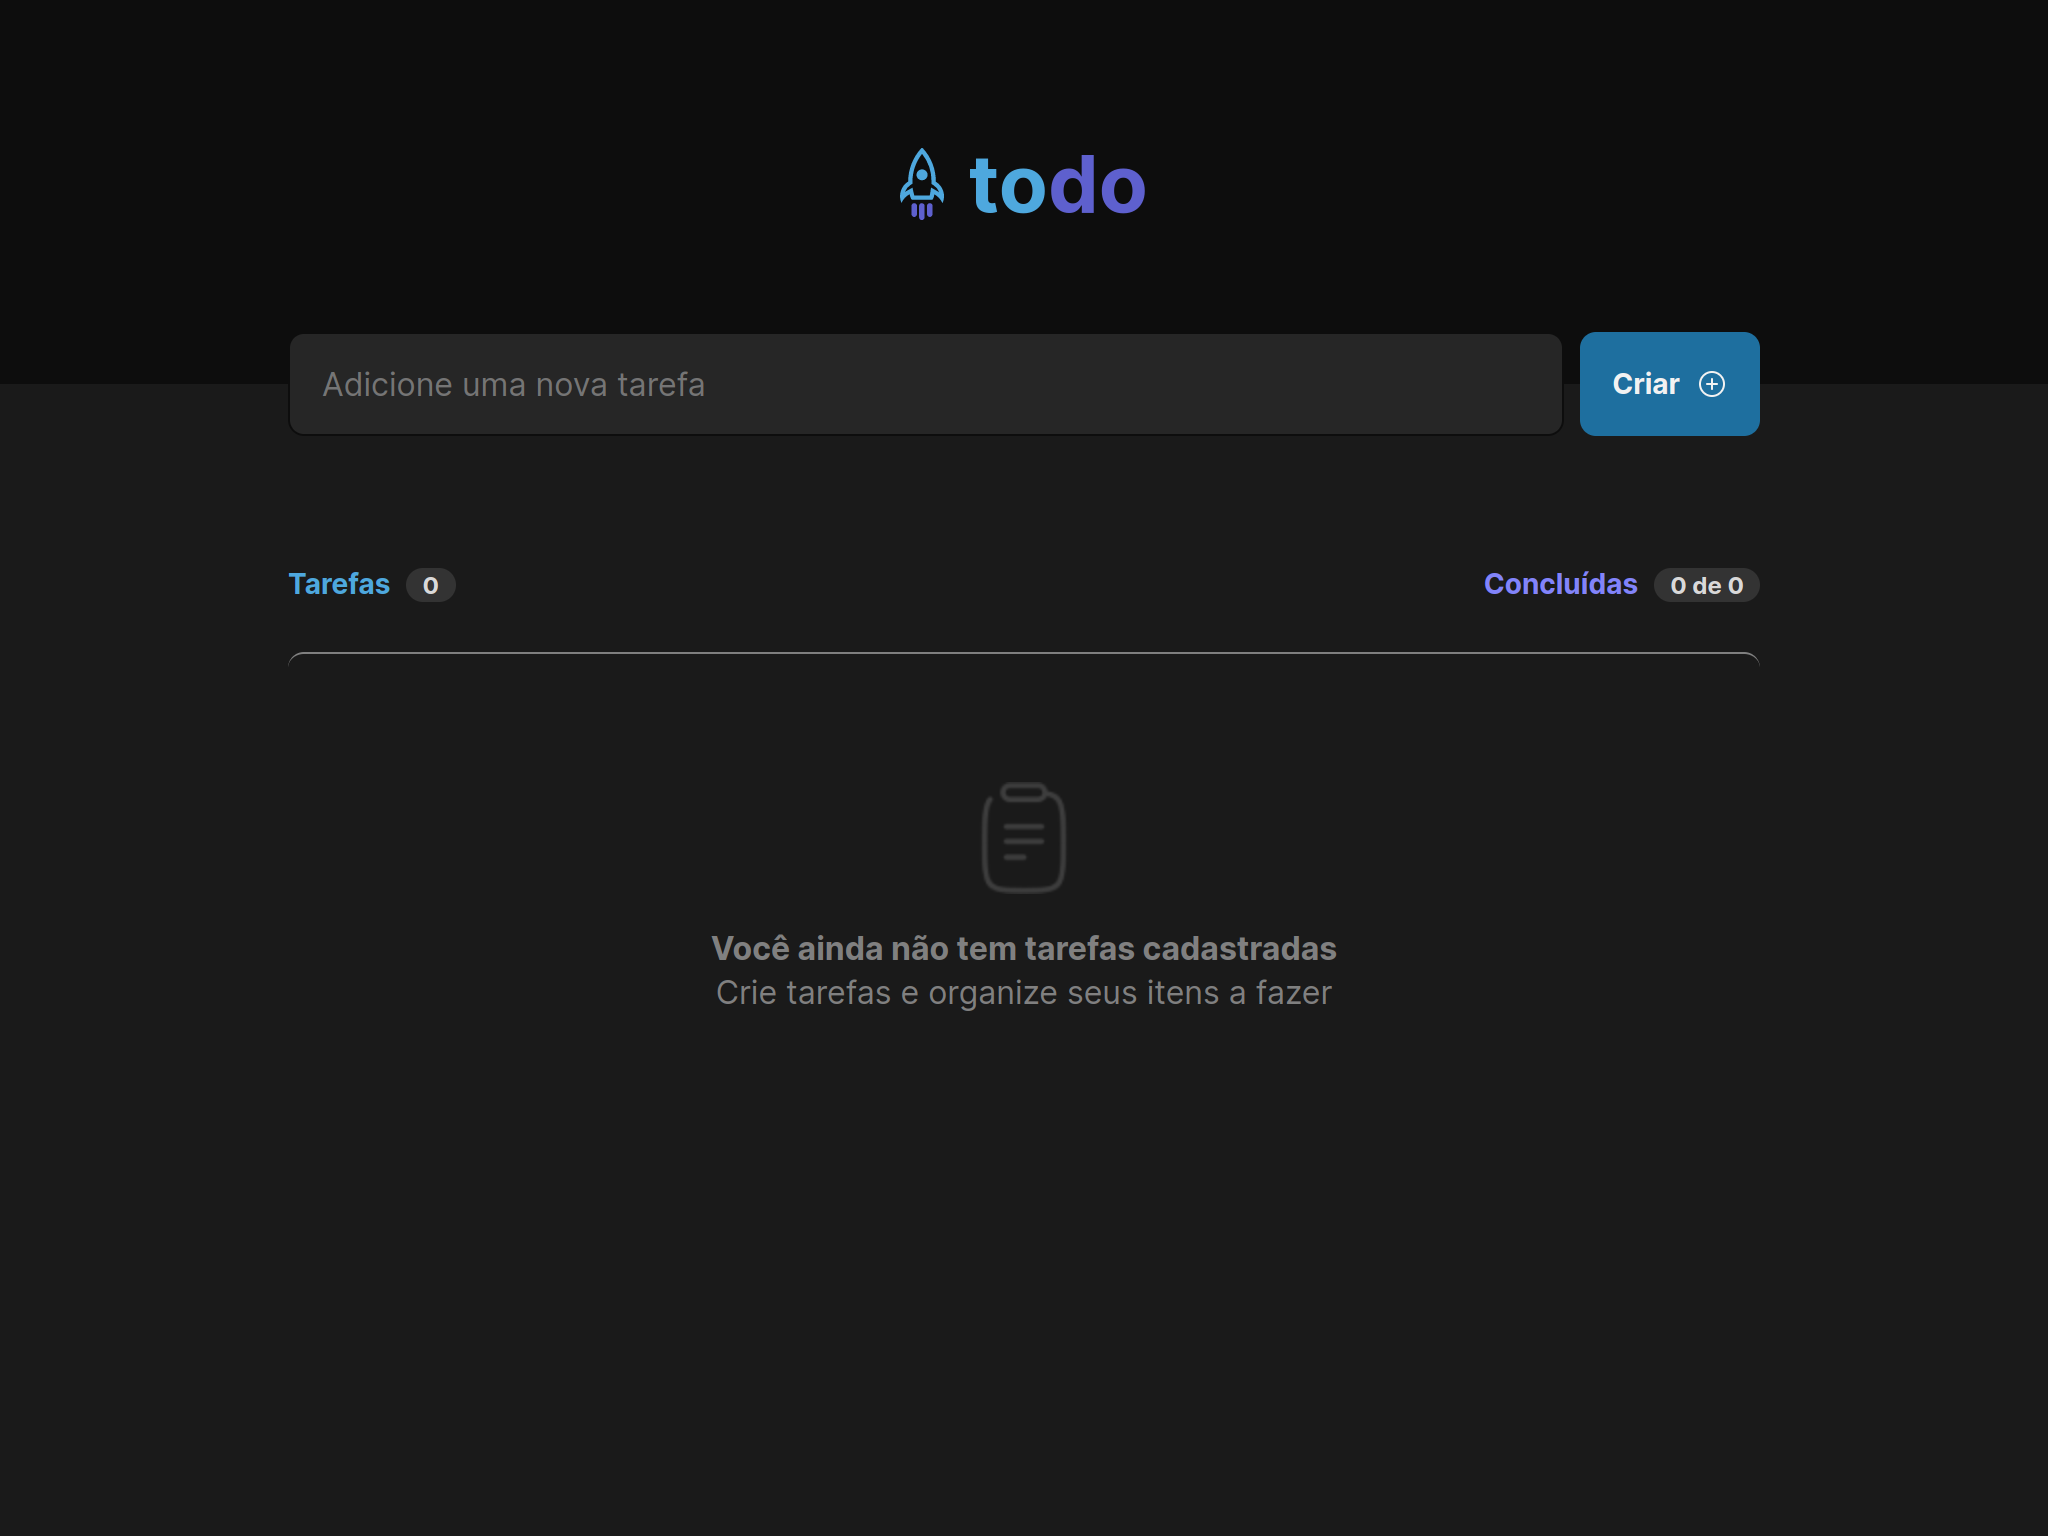 todo
Adicione uma nova tarefa
Criar
Tarefas 0
Concluídas 0 de 0
Você ainda não tem tarefas cadastradas
Crie tarefas e organize seus itens a fazer